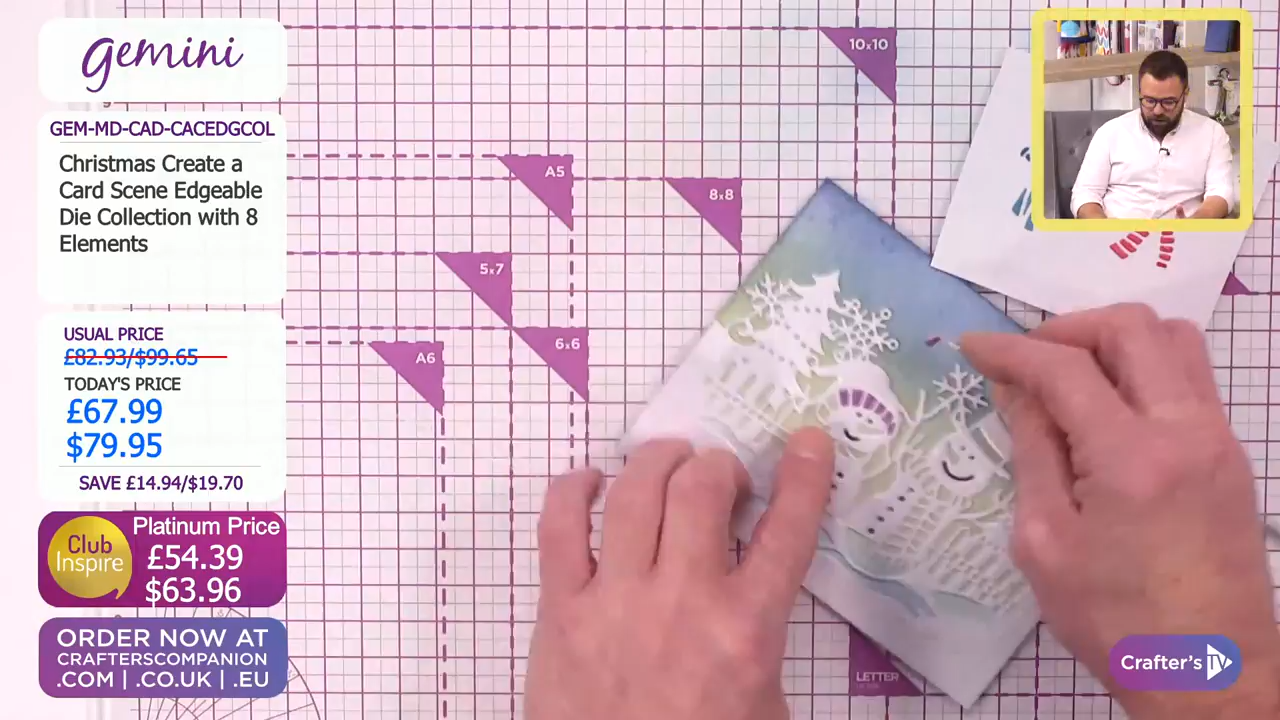 gemini
GEM-MD-CAD-CACEDGCOL
Christmas Create a
Card Scene Edgeable
Die Collection with 8
Elements
USUAL PRICE
£82.93/$99.65
TODAY'S PRICE
£67.99
$79.95
SAVE £14.94/$19.70
Club
Inspire
Platinum Price
£54.39
$63.96
ORDER NOW AT
CRAFTERSCOMPANION
.COM | .CO.UK | .EU
10x10
A5
8x8
5x7
6x6
A6
LETTER
Crafter's TV